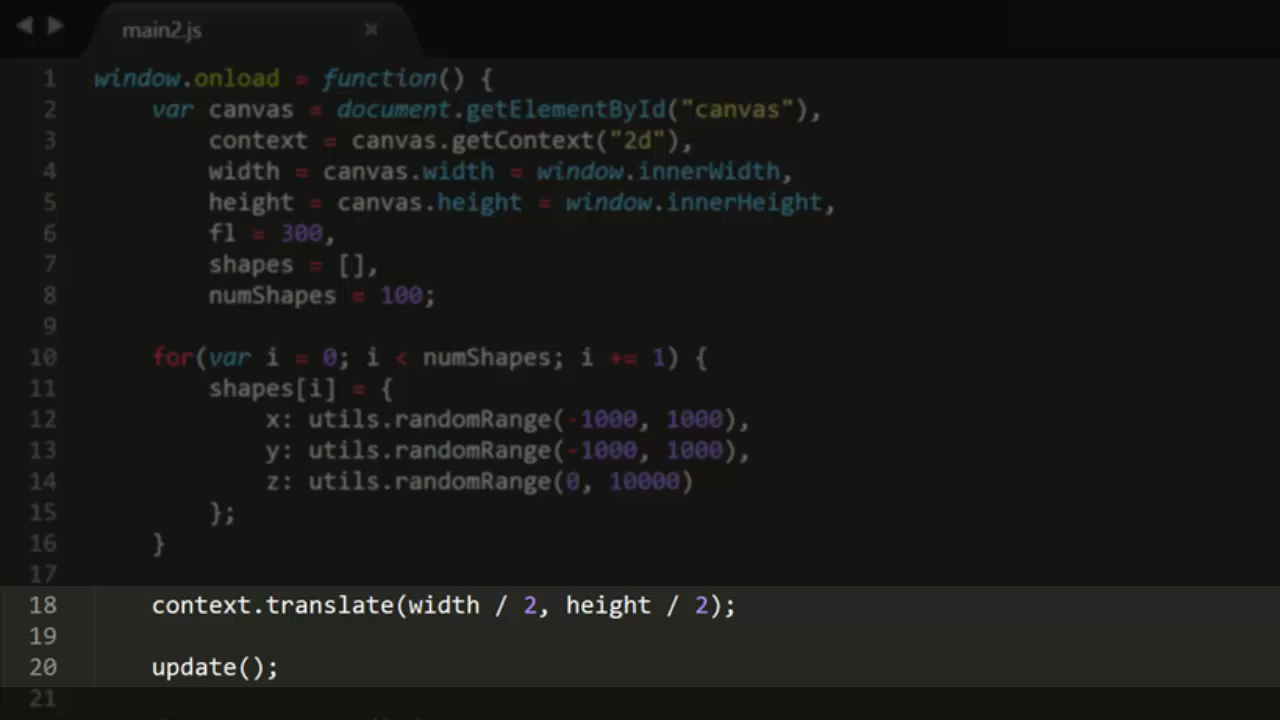 main2.js
1 window.onload = function() {
2 var canvas = document.getElementById("canvas"),
3 context = canvas.getContext("2d"),
4 width = canvas.width = window.innerWidth,
5 height = canvas.height = window.innerHeight,
6 fl = 300,
7 shapes = [],
8 numShapes = 100;
9
10 for(var i = 0; i < numShapes; i += 1) {
11 shapes[i] = {
12 x: utils.randomRange(-1000, 1000),
13 y: utils.randomRange(-1000, 1000),
14 z: utils.randomRange(0, 10000)
15 };
16 }
17
18 context.translate(width / 2, height / 2);
19
20 update();
21